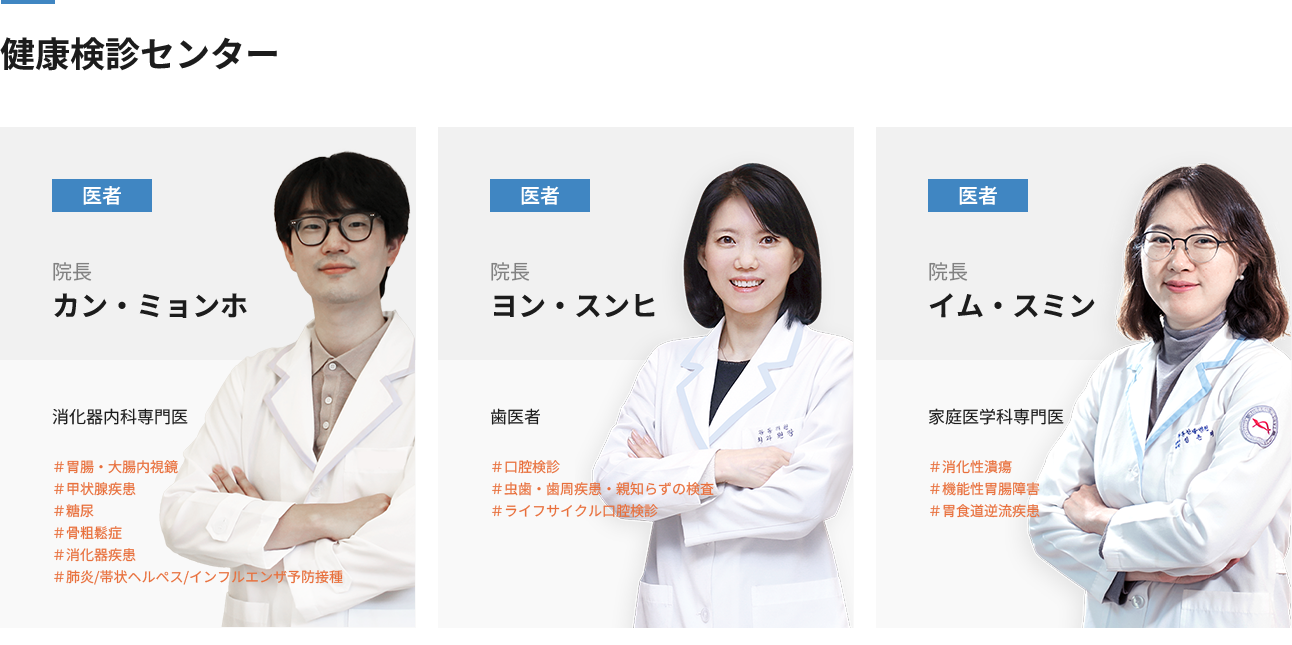 健康検診センター
医者
院長
カン・ミョンホ
消化器内科専門医
＃胃腸・大腸内視鏡
＃甲状腺疾患
＃糖尿
＃骨粗鬆症
＃消化器疾患
＃肺炎/帯状ヘルペス/インフルエンザ予防接種
医者
院長
ヨン・スンヒ
歯医者
＃口腔検診
＃虫歯・歯周疾患・親知らずの検査
＃ライフサイクル口腔検診
医者
院長
イム・スミン
家庭医学科専門医
＃消化性潰瘍
＃機能性胃腸障害
＃胃食道逆流疾患